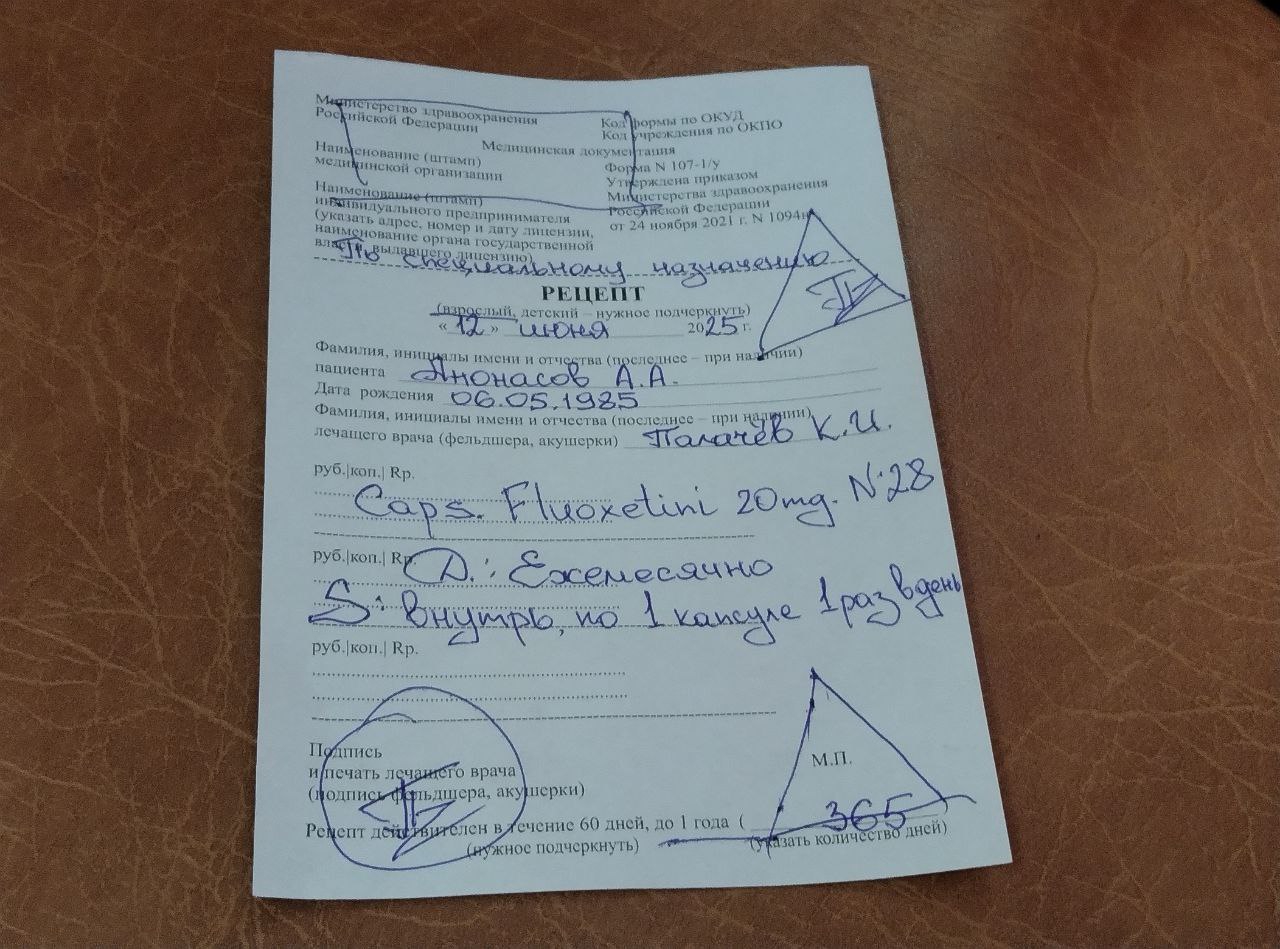 Министерство здравоохранения
Российской Федерации
Код формы по ОКУД
Код учреждения по ОКПО
Медицинская документация
Наименование (штамп)
медицинской организации
Форма N 107-1/у
Утверждена приказом
Министерства здравоохранения
Российской Федерации
от 24 ноября 2021 г. N 1094н
Наименование (штамп)
индивидуального предпринимателя
(указать адрес, номер и дату лицензии,
наименование органа государственной
власти, выдавшего лицензию)
По специальному назначению
РЕЦЕПТ
(взрослый, детский – нужное подчеркнуть)
« 12 » июня 2025 г.
Фамилия, инициалы имени и отчества (последнее – при наличии)
пациента Анонасов А.А.
Дата рождения 06.05.1985
Фамилия, инициалы имени и отчества (последнее – при наличии)
лечащего врача (фельдшера, акушерки) Палачёв К.И.
руб.|коп.| Rp.
Caps. Fluoxetini 20mg. N:28
руб.|коп.| Rp.
D.: Ежемесячно
S: внутрь, по 1 капсуле 1 раз в день
руб.|коп.| Rp.
Подпись
и печать лечащего врача
(подпись фельдшера, акушерки)
М.П.
Рецепт действителен в течение 60 дней, до 1 года ( 365
(нужное подчеркнуть) (указать количество дней)